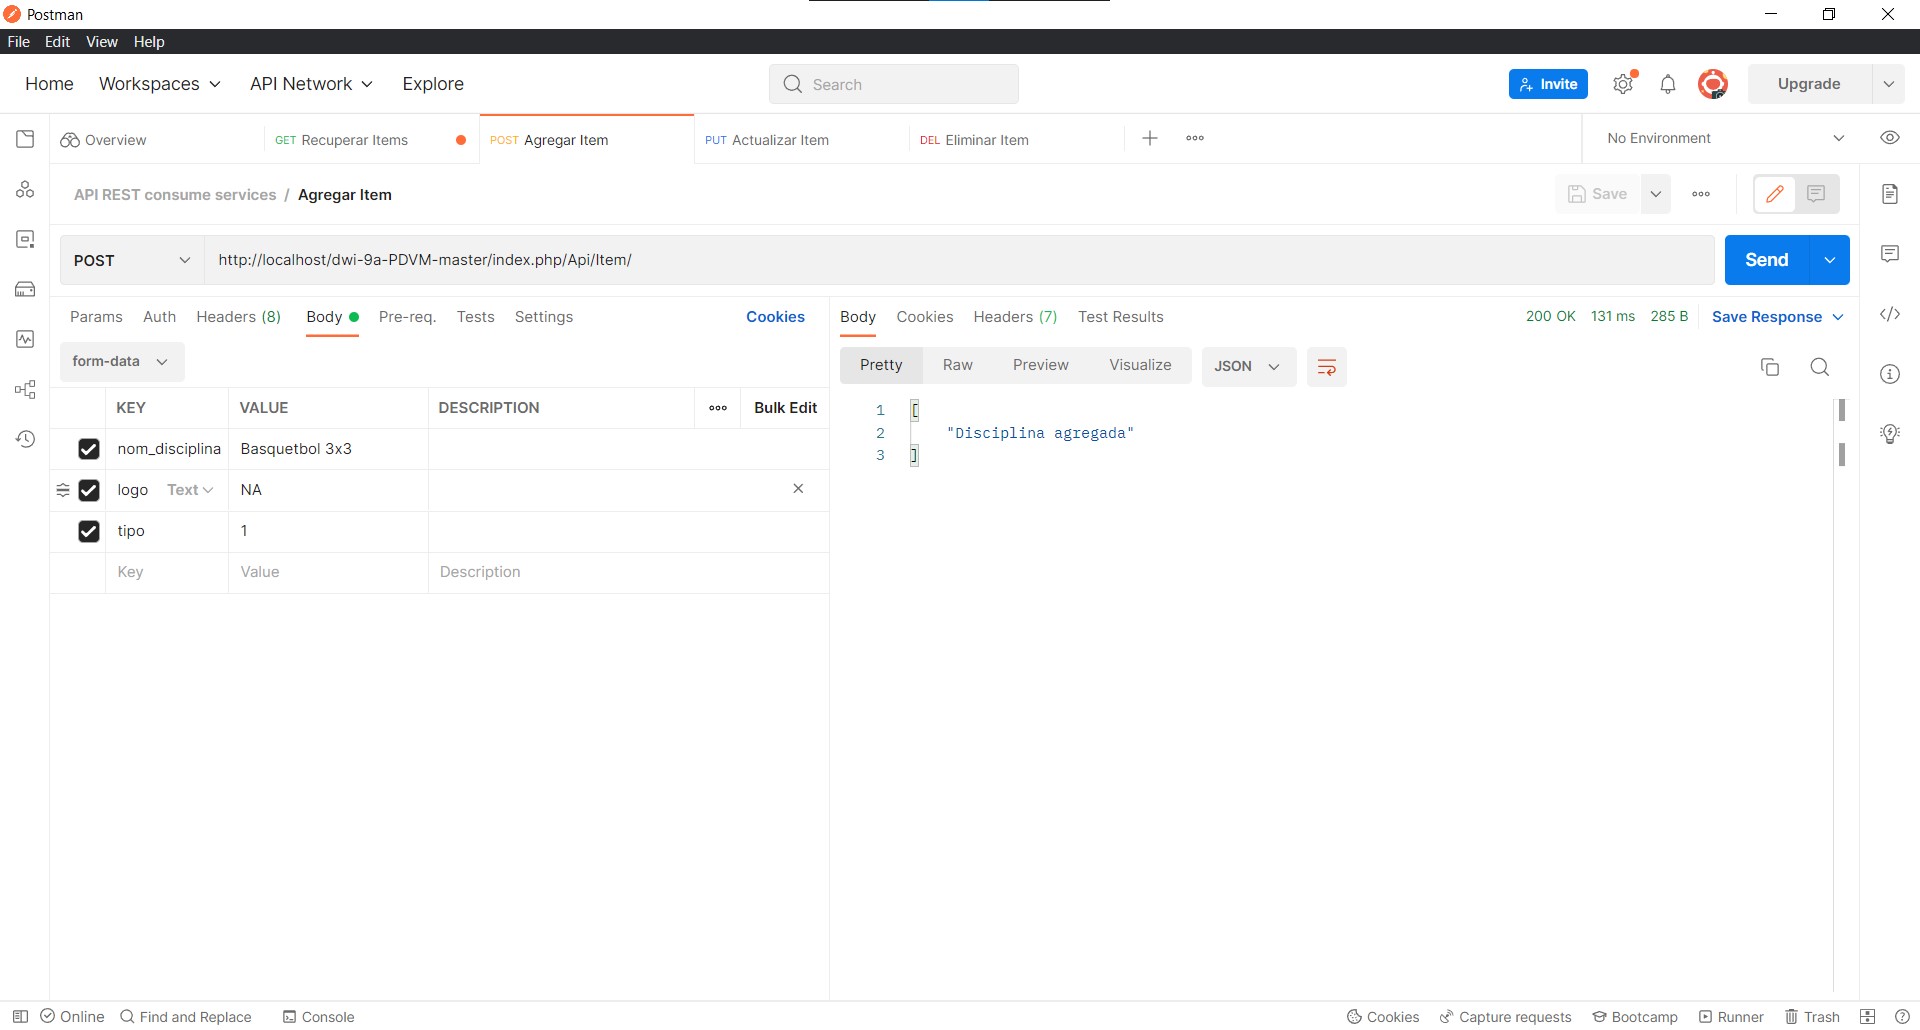 Postman
File Edit View Help
Home Workspaces API Network Explore Search Invite Upgrade
Overview GET Recuperar Items POST Agregar Item PUT Actualizar Item DEL Eliminar Item No Environment
API REST consume services / Agregar Item Save
POST http://localhost/dwi-9a-PDVM-master/index.php/Api/Item/ Send
Params Auth Headers (8) Body Pre-req. Tests Settings Cookies
Body Cookies Headers (7) Test Results 200 OK 131 ms 285 B Save Response
form-data
Pretty Raw Preview Visualize JSON
KEY VALUE DESCRIPTION Bulk Edit
nom_disciplina Basquetbol 3x3
logo Text NA
tipo 1
Key Value Description
1 [
2 "Disciplina agregada"
3 ]
Online Find and Replace Console Cookies Capture requests Bootcamp Runner Trash